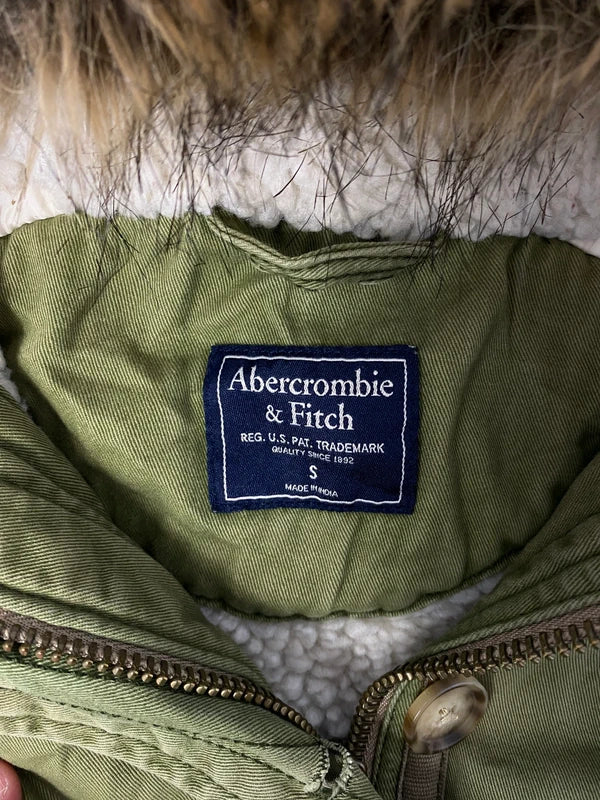 Abercrombie
& Fitch
REG. U.S. PAT. TRADEMARK
QUALITY SINCE 1892
S
MADE IN INDIA